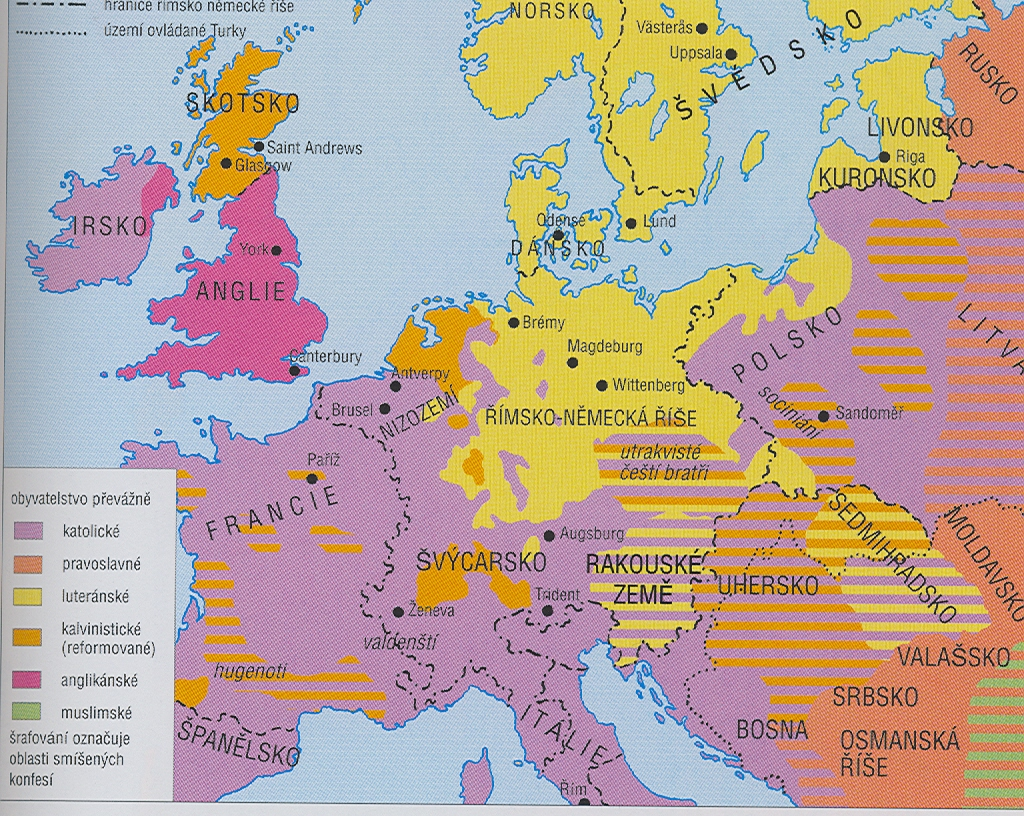 hranice římsko německé říše
území ovládané Turky
NORSKO
Västerås
Uppsala
ŠVÉDSKO
RUSKO
SKOTSKO
Saint Andrews
Glasgow
LIVONSKO
Riga
KURONSKO
IRSKO
York
ANGLIE
Canterbury
Odense
Lund
DÁNSKO
Brémy
Magdeburg
Wittenberg
POLSKO
LITVA
Antverpy
Brusel
NIZOZEMÍ
ŘÍMSKO-NĚMECKÁ ŘÍŠE
sociniáni
Sandoměř
utrakvisté
čeští bratři
Paříž
FRANCIE
Augsburg
ŠVÝCARSKO
RAKOUSKÉ
ZEMĚ
UHERSKO
SEDMIHRADSKO
MOLDAVSKO
Trident
Ženeva
valdenští
hugenoti
VALAŠSKO
SRBSKO
BOSNA
OSMANSKÁ
ŘÍŠE
ITÁLIE
Řím
ŠPANĚLSKO
obyvatelstvo převážně
katolické
pravoslavné
luteránské
kalvinistické
(reformované)
anglikánské
muslimské
šrafování označuje
oblasti smíšených
konfesí